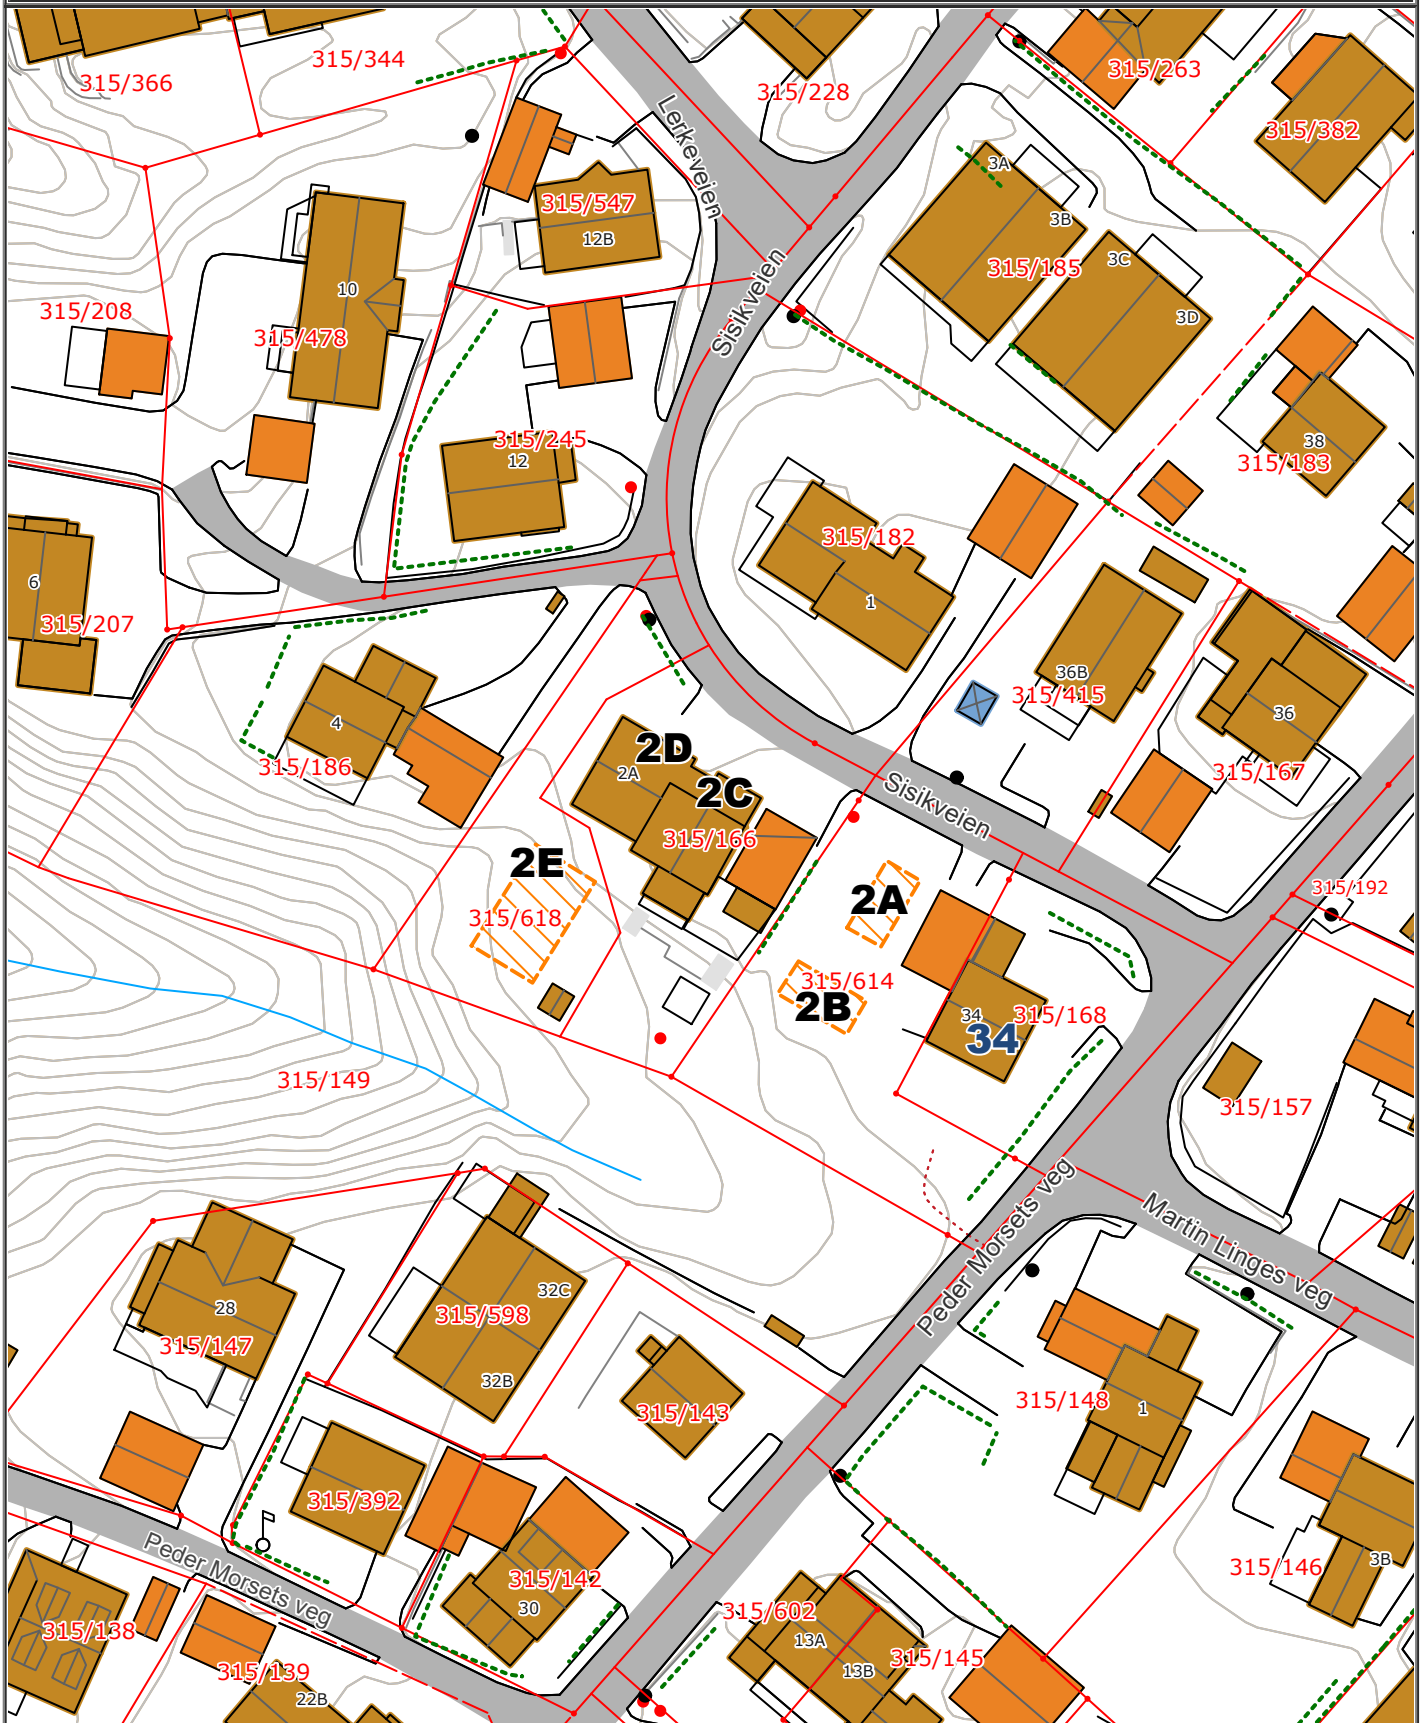 315/366
315/344
315/228
315/263
315/382
Lerkeveien
3A
315/547
12B
3B
3C
315/185
3D
Sisikveien
315/208
10
315/478
315/245
12
38
315/183
6
315/207
315/182
1
36B
315/415
36
315/167
4
315/186
2D
2A
2C
315/166
Sisikveien
2E
315/618
2A
315/614
2B
315/192
34
34
315/168
315/149
315/157
Peder Morsets veg
Martin Linges veg
28
315/147
32C
315/598
32B
315/143
315/148
1
315/392
Peder Morsets veg
315/142
30
315/138
315/139
22B
315/602
13A
13B
315/145
315/146
3B